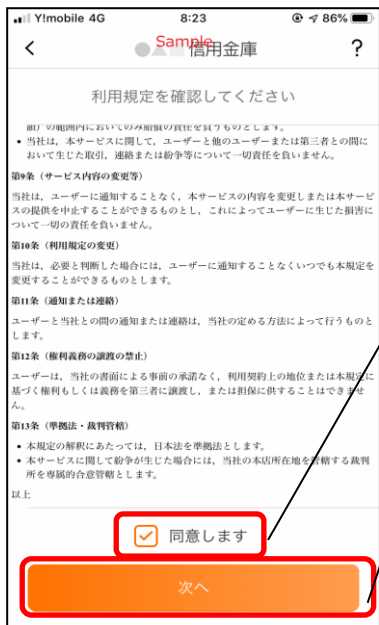 Y!mobile 4G 8:23 86%
Sample
信用金庫 ?
利用規定を確認してください
額）の範囲内においてのみ賠償の責任を負うものとします。
• 当社は，本サービスに関して，ユーザーと他のユーザーまたは第三者との間に
おいて生じた取引，連絡または紛争等について一切責任を負いません。
第9条（サービス内容の変更等）
当社は，ユーザーに通知することなく，本サービスの内容を変更しまたは本サービ
スの提供を中止することができるものとし，これによってユーザーに生じた損害に
ついて一切の責任を負いません。
第10条（利用規定の変更）
当社は，必要と判断した場合には，ユーザーに通知することなくいつでも本規定を
変更することができるものとします。
第11条（通知または連絡）
ユーザーと当社との間の通知または連絡は，当社の定める方法によって行うものと
します。
第12条（権利義務の譲渡の禁止）
ユーザーは，当社の書面による事前の承諾なく，利用契約上の地位または本規定に
基づく権利もしくは義務を第三者に譲渡し，または担保に供することはできませ
ん。
第13条（準拠法・裁判管轄）
• 本規定の解釈にあたっては，日本法を準拠法とします。
• 本サービスに関して紛争が生じた場合には，当社の本店所在地を管轄する裁判
所を専属的合意管轄とします。
以上
同意します
次へ